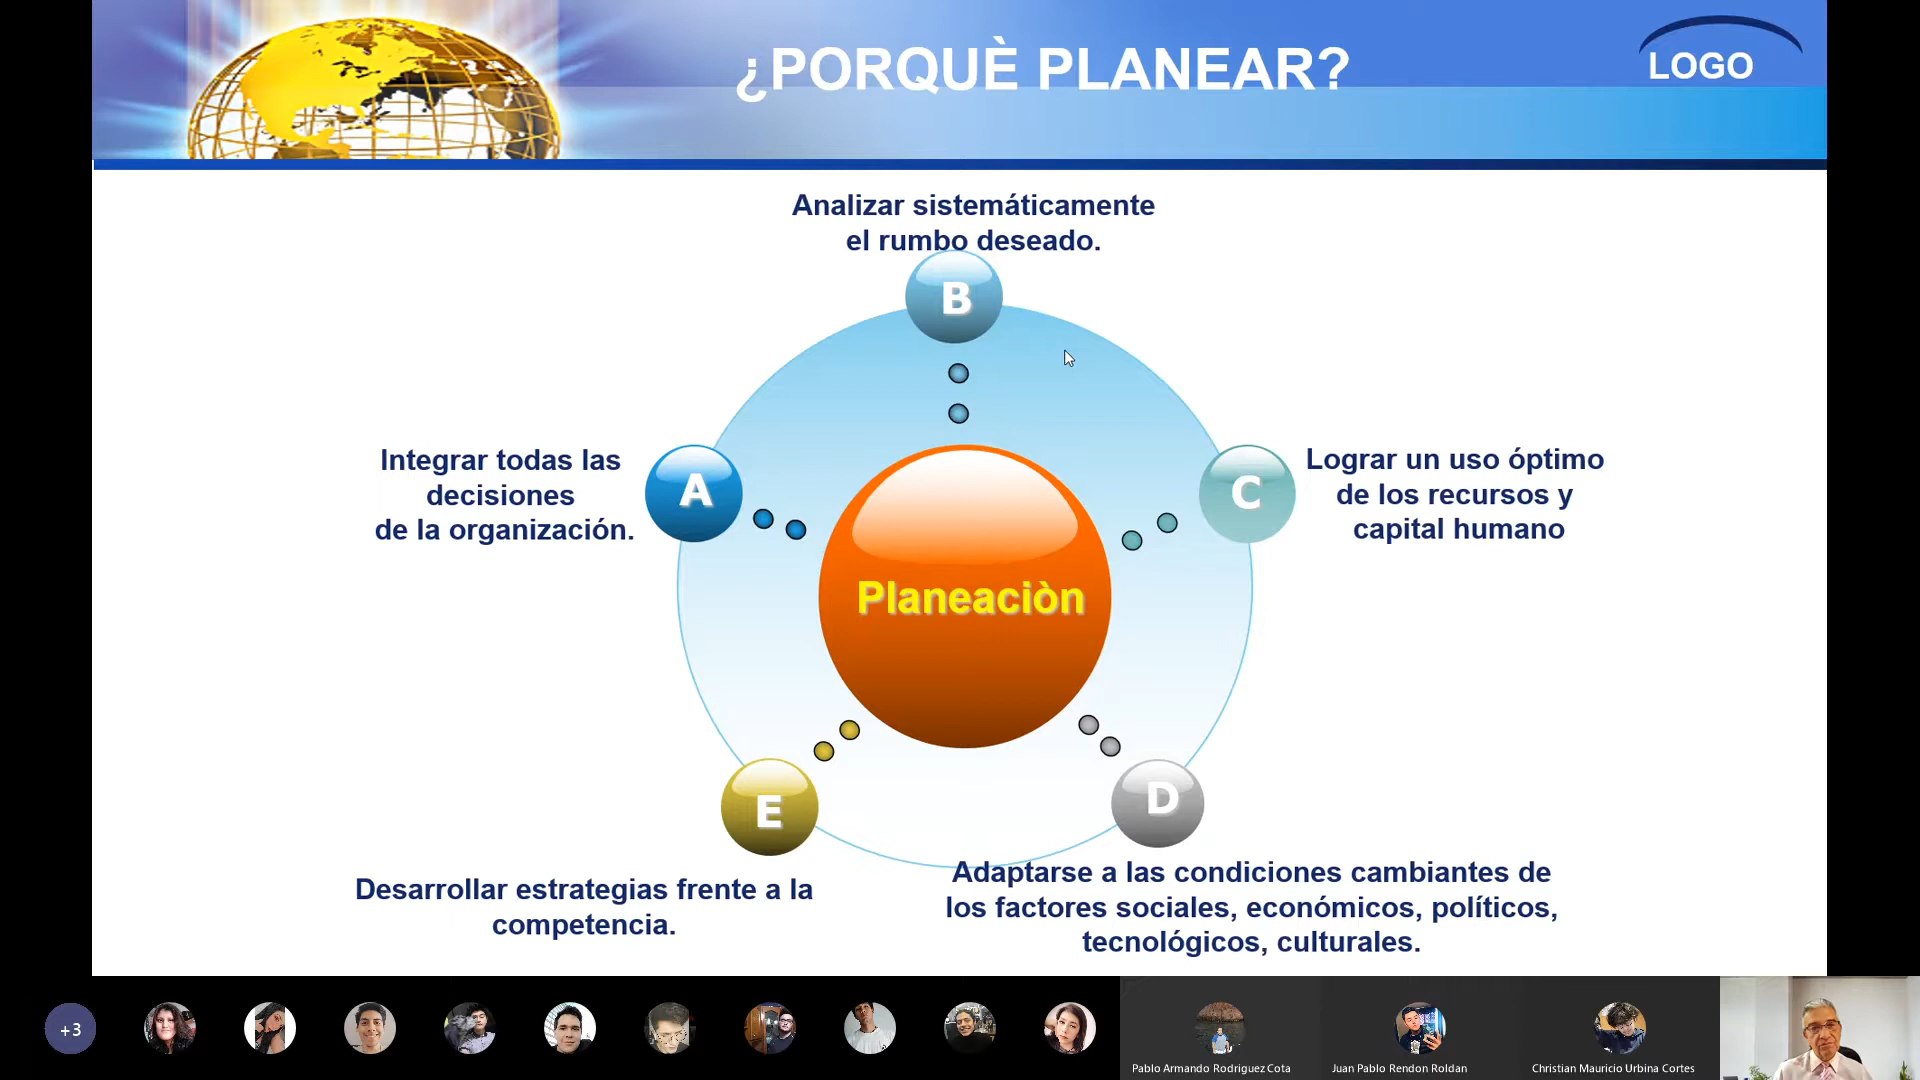 ¿PORQUÈ PLANEAR?
LOGO
Analizar sistemáticamente
el rumbo deseado.
B
Integrar todas las
decisiones
de la organización.
A
C
Lograr un uso óptimo
de los recursos y
capital humano
Planeaciòn
E
D
Desarrollar estrategias frente a la
competencia.
Adaptarse a las condiciones cambiantes de
los factores sociales, económicos, políticos,
tecnológicos, culturales.
+3
Pablo Armando Rodriguez Cota
Juan Pablo Rendon Roldan
Christian Mauricio Urbina Cortes